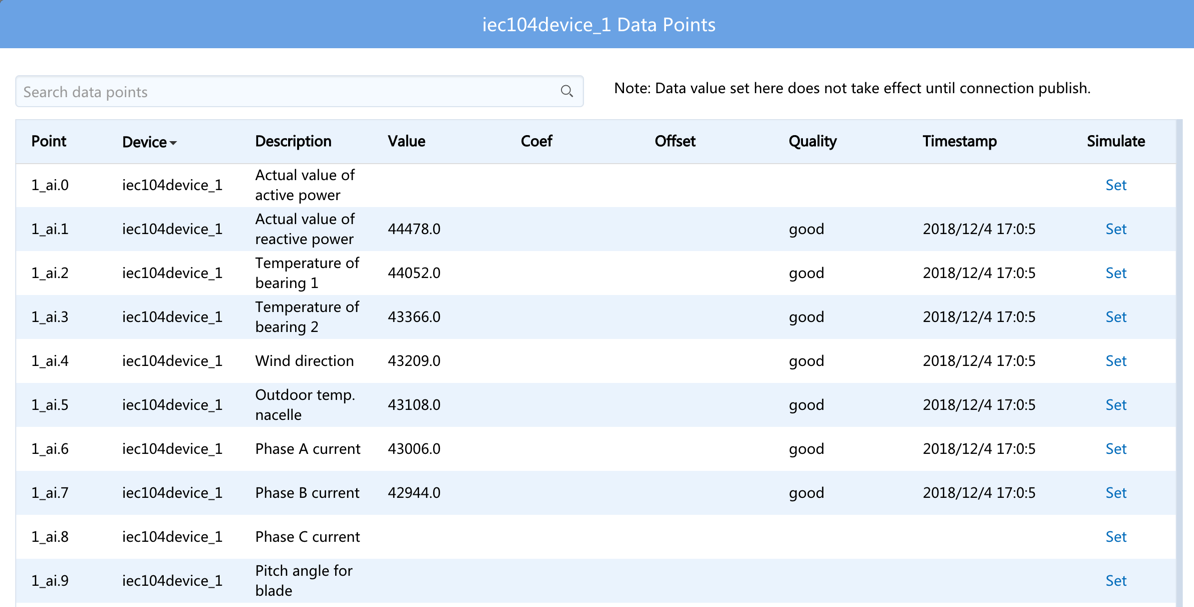 iec104device_1 Data Points
Search data points
Note: Data value set here does not take effect until connection publish.
Point Device Description Value Coef Offset Quality Timestamp Simulate
1_ai.0 iec104device_1 Actual value of active power Set
1_ai.1 iec104device_1 Actual value of reactive power 44478.0 good 2018/12/4 17:0:5 Set
1_ai.2 iec104device_1 Temperature of bearing 1 44052.0 good 2018/12/4 17:0:5 Set
1_ai.3 iec104device_1 Temperature of bearing 2 43366.0 good 2018/12/4 17:0:5 Set
1_ai.4 iec104device_1 Wind direction 43209.0 good 2018/12/4 17:0:5 Set
1_ai.5 iec104device_1 Outdoor temp. nacelle 43108.0 good 2018/12/4 17:0:5 Set
1_ai.6 iec104device_1 Phase A current 43006.0 good 2018/12/4 17:0:5 Set
1_ai.7 iec104device_1 Phase B current 42944.0 good 2018/12/4 17:0:5 Set
1_ai.8 iec104device_1 Phase C current Set
1_ai.9 iec104device_1 Pitch angle for blade Set